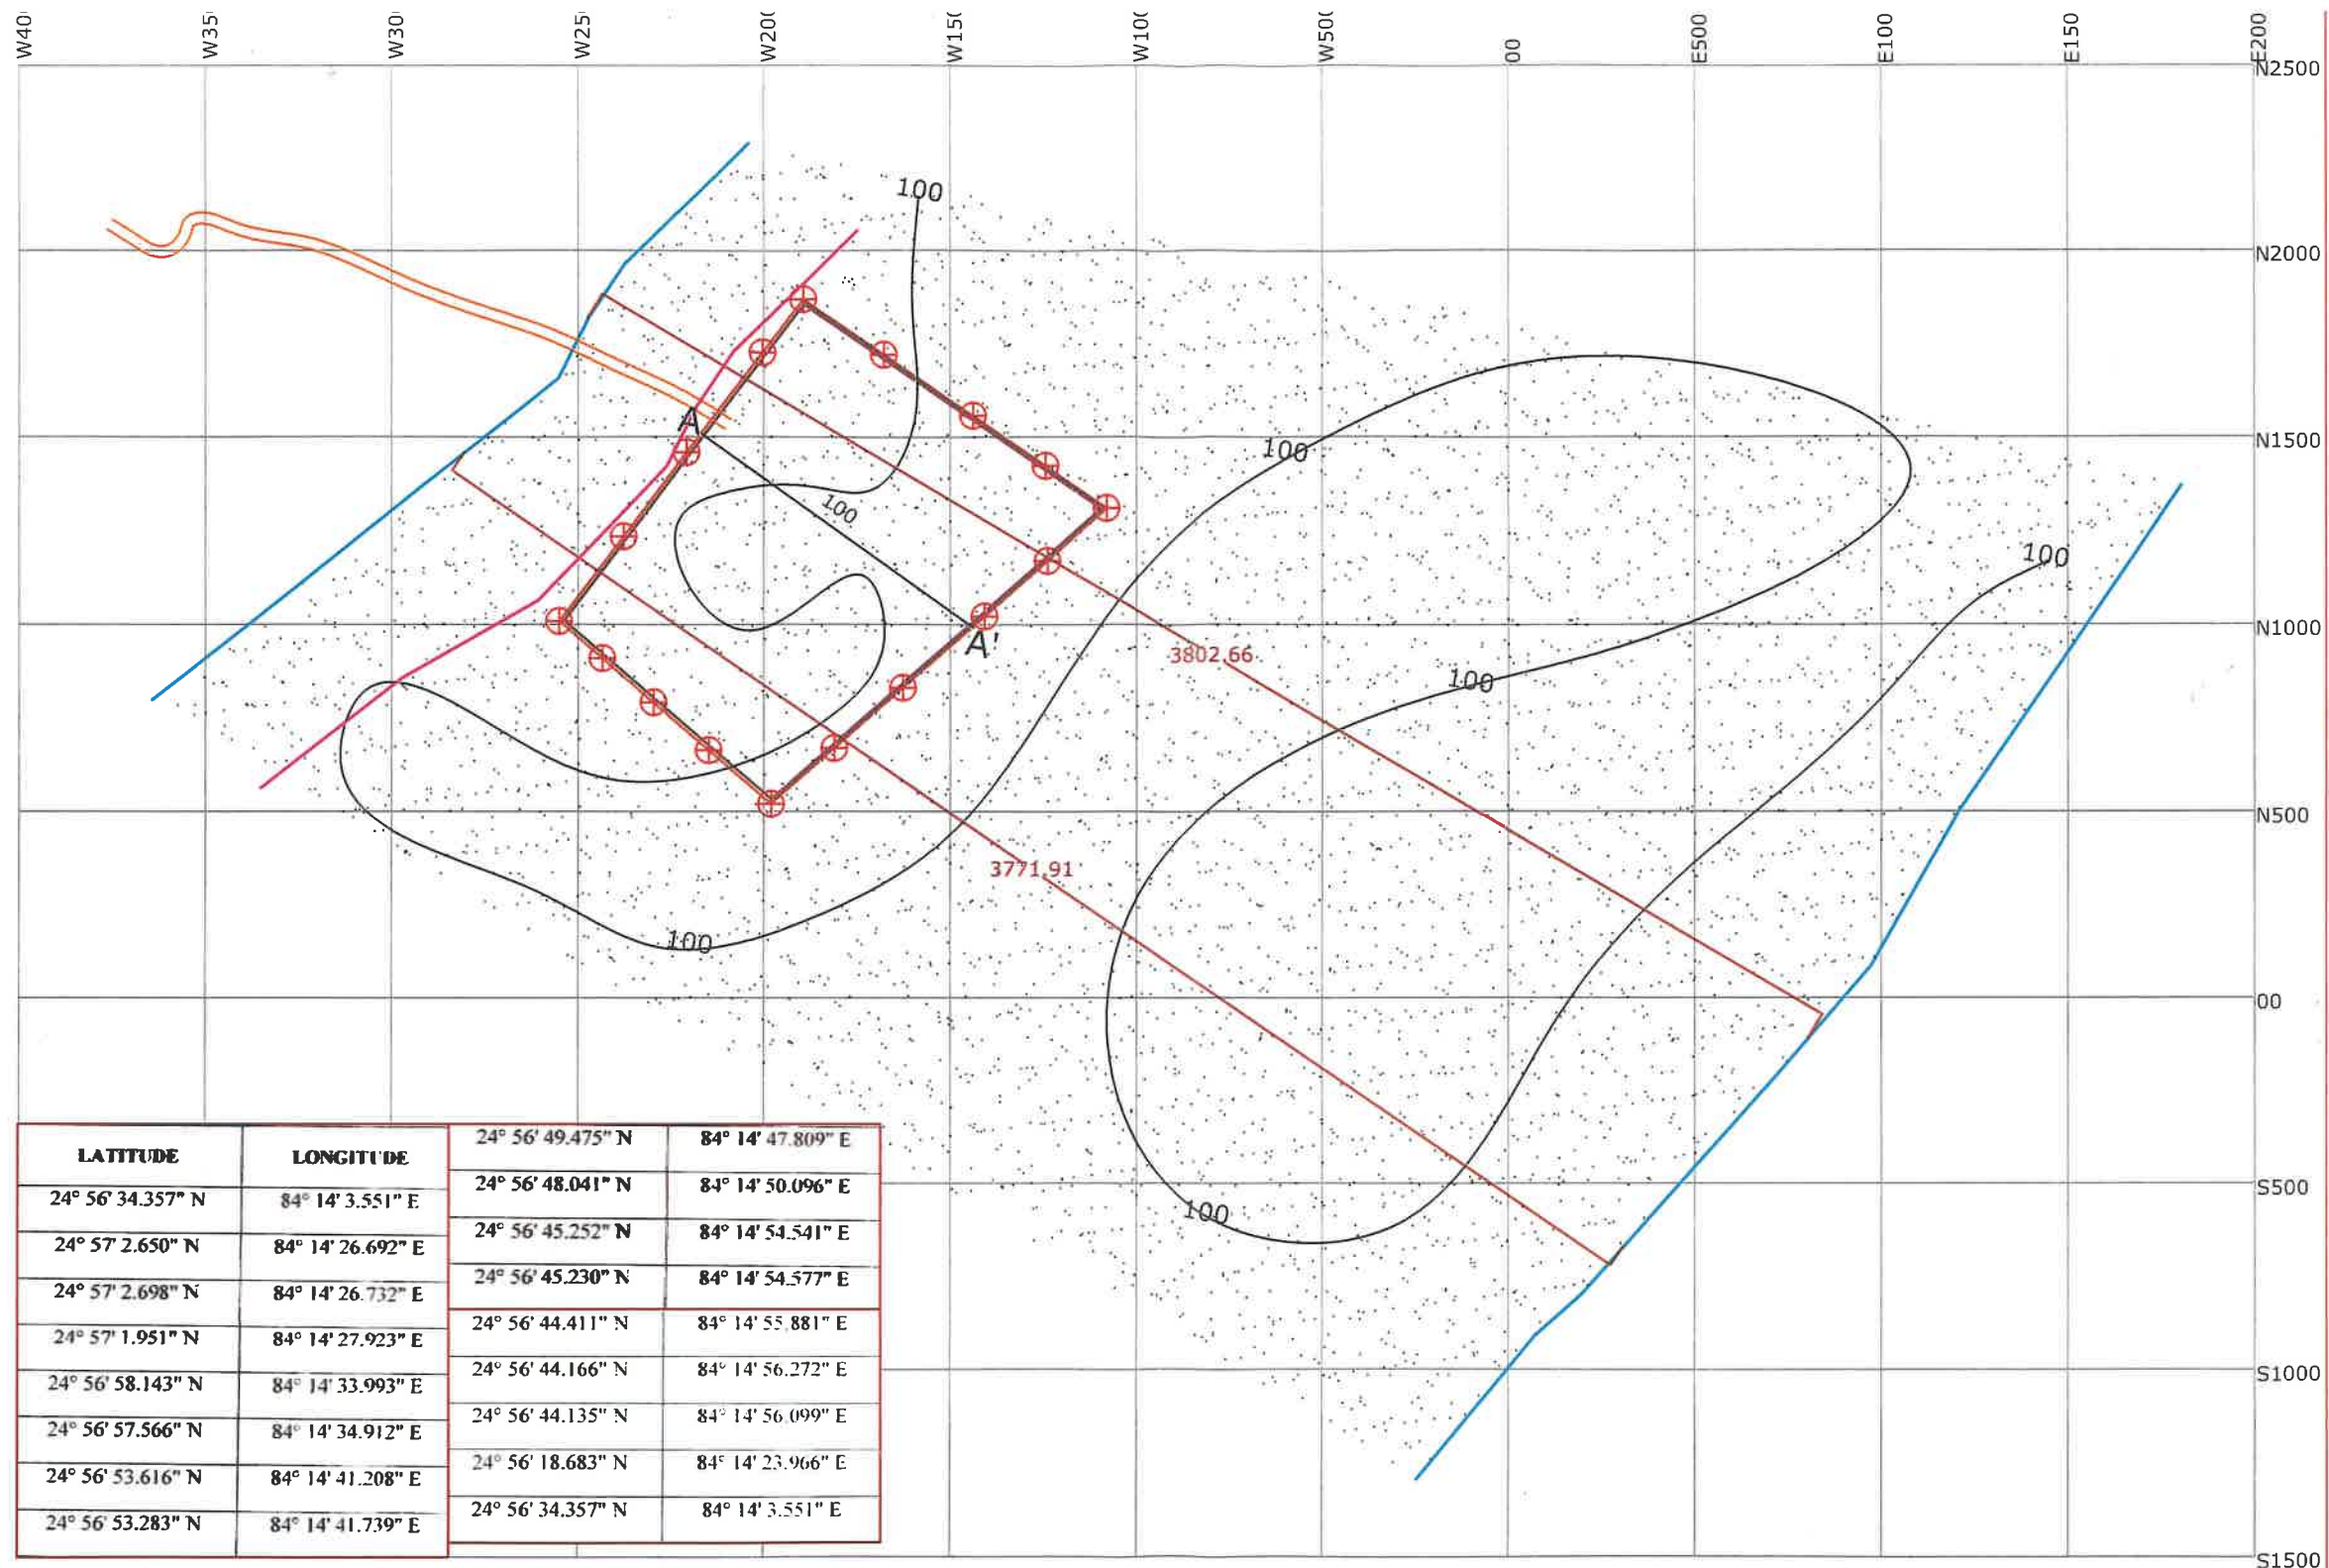 W40
W35
W30
W25
W20(
W15(
W10(
W50(
00
E500
E100
E150
E200
N2500
100
N2000
A
N1500
100
100
100
N1000
A'
3802.66
100
N500
3771.91
100
00
S500
100
S1000
S1500
LATITUDE LONGITUDE
24° 56' 34.357" N 84° 14' 3.551" E
24° 57' 2.650" N 84° 14' 26.692" E
24° 57' 2.698" N 84° 14' 26.732" E
24° 57' 1.951" N 84° 14' 27.923" E
24° 56' 58.143" N 84° 14' 33.993" E
24° 56' 57.566" N 84° 14' 34.912" E
24° 56' 53.616" N 84° 14' 41.208" E
24° 56' 53.283" N 84° 14' 41.739" E
24° 56' 49.475" N 84° 14' 47.809" E
24° 56' 48.041" N 84° 14' 50.096" E
24° 56' 45.252" N 84° 14' 54.541" E
24° 56' 45.230" N 84° 14' 54.577" E
24° 56' 44.411" N 84° 14' 55.881" E
24° 56' 44.166" N 84° 14' 56.272" E
24° 56' 44.135" N 84° 14' 56.099" E
24° 56' 18.683" N 84° 14' 23.966" E
24° 56' 34.357" N 84° 14' 3.551" E